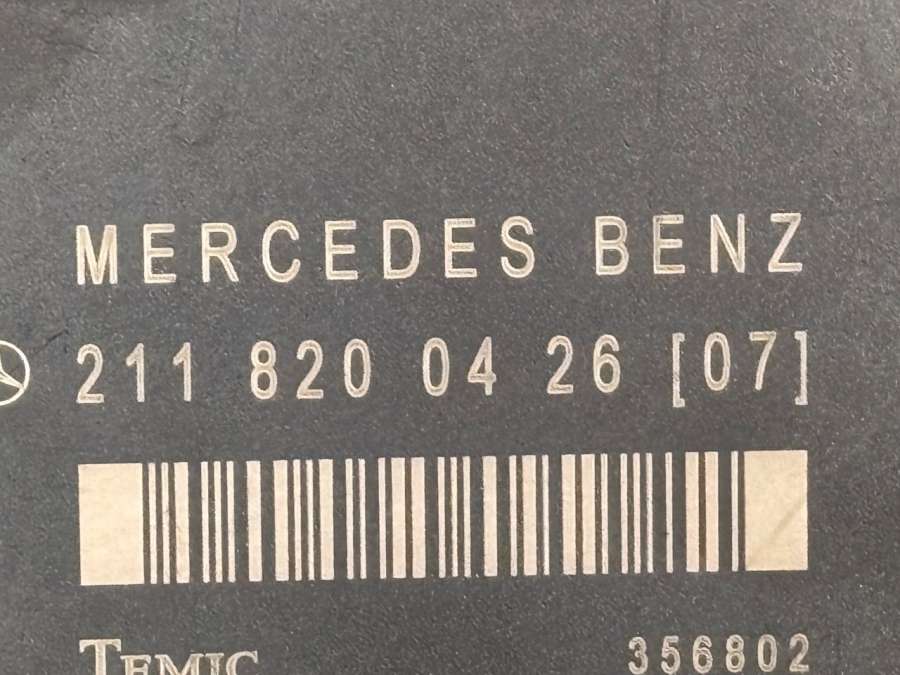 MERCEDES BENZ
211 820 04 26 [07]
TEMIC
356802